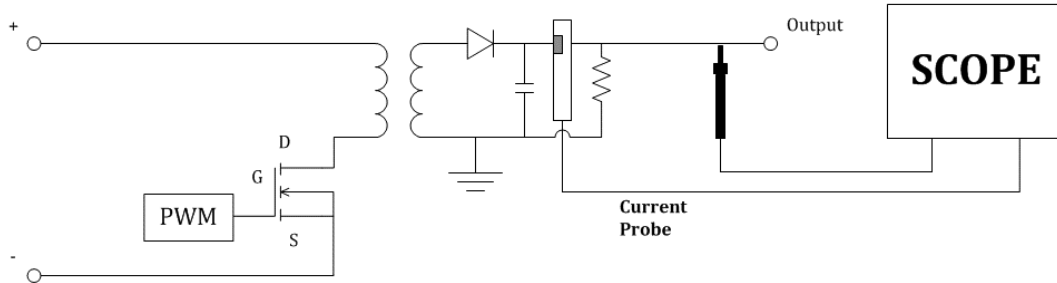 +
Output
SCOPE
D
G
PWM
S
Current
Probe
-